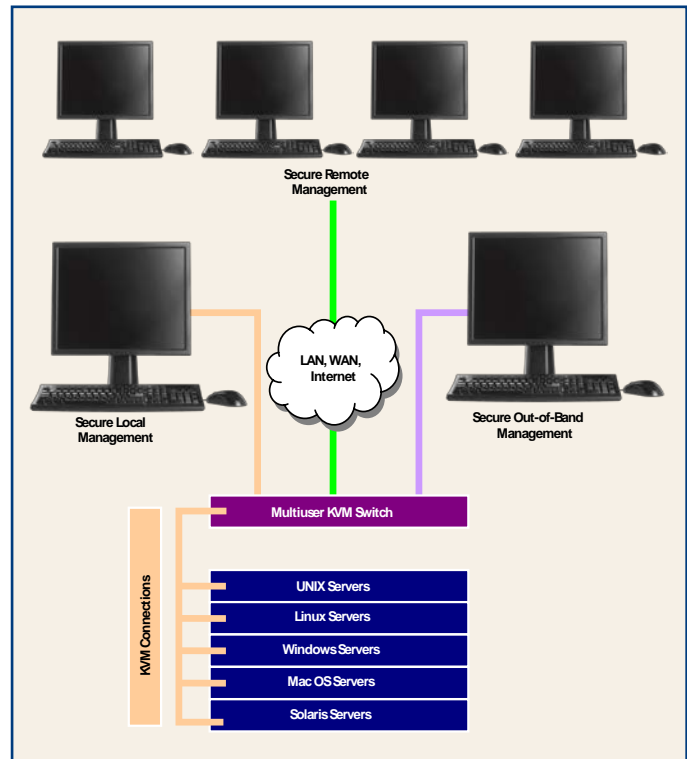 Secure Remote
Management
LAN, WAN,
Internet
Secure Local
Management
Secure Out-of-Band
Management
Multiuser KVM Switch
KVM Connections
UNIX Servers
Linux Servers
Windows Servers
Mac OS Servers
Solaris Servers